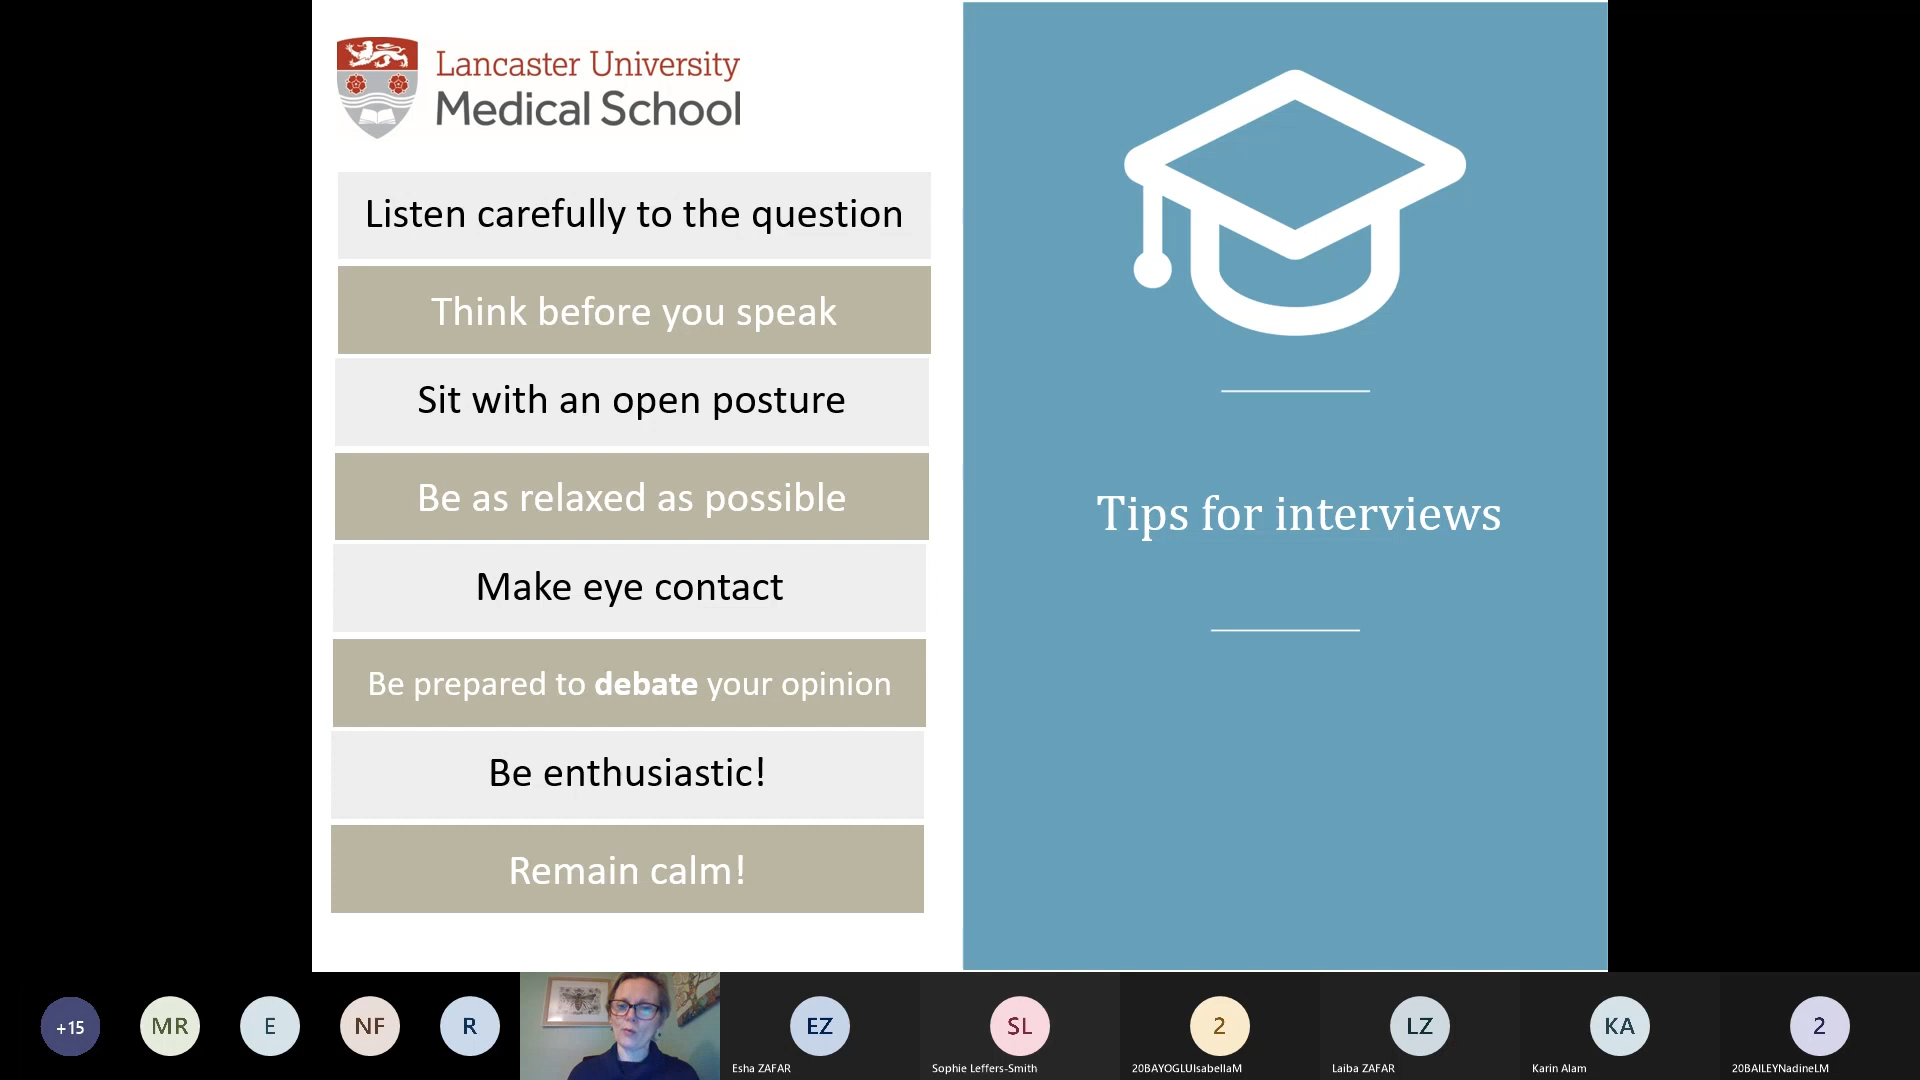 Lancaster University
Medical School
Listen carefully to the question
Think before you speak
Sit with an open posture
Be as relaxed as possible
Make eye contact
Be prepared to debate your opinion
Be enthusiastic!
Remain calm!
Tips for interviews
+15
MR
E
NF
R
EZ
Esha ZAFAR
SL
Sophie Leffers-Smith
2
20BAYOGLUIsabellaM
LZ
Laiba ZAFAR
KA
Karin Alam
2
20BAILEYNadineLM